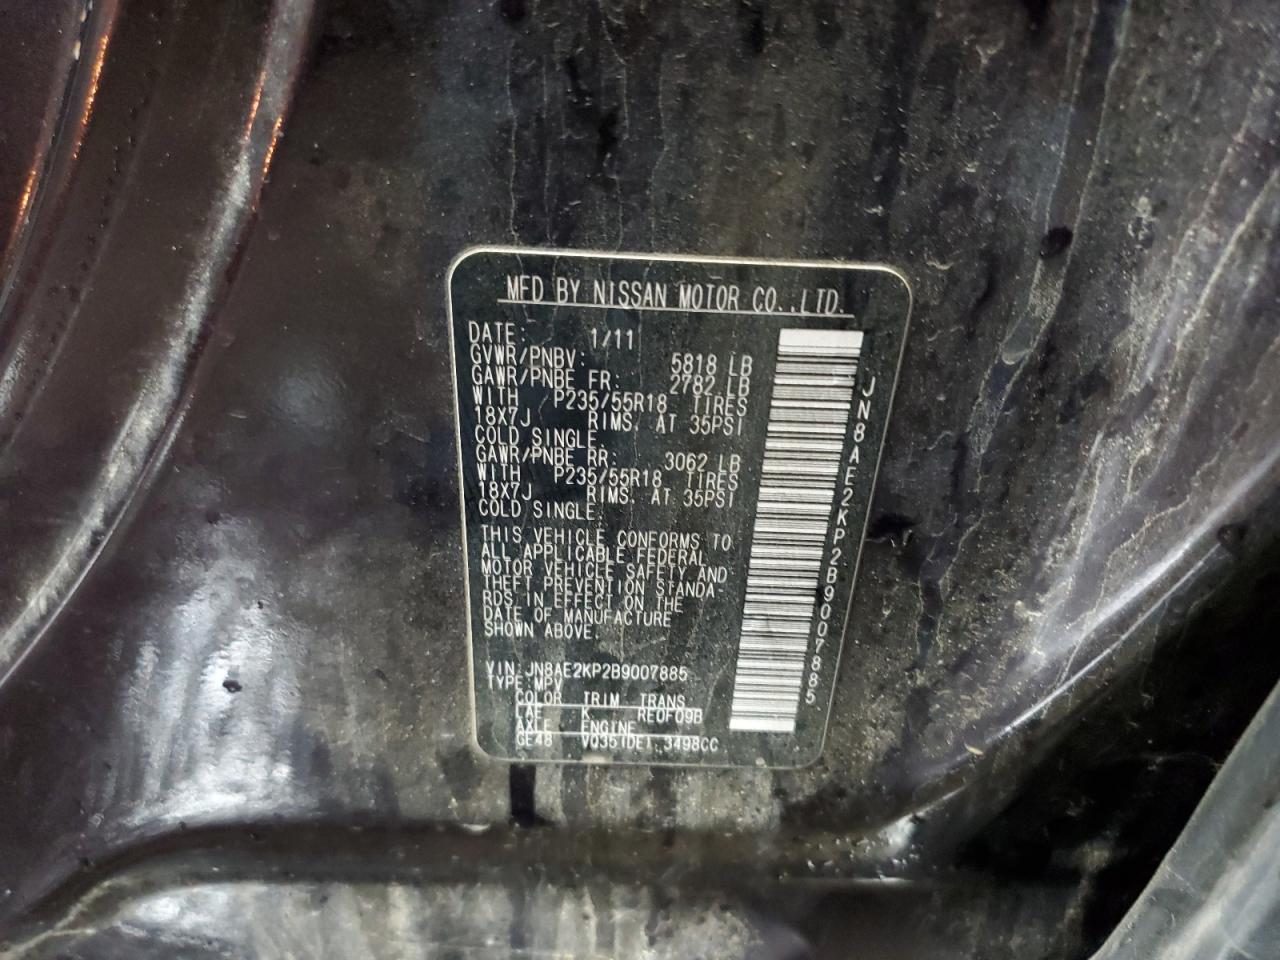 MFD BY NISSAN MOTOR CO.,LTD.
DATE: 1/11
GVWR/PNBV: 5818 LB
GAWR/PNBE FR: 2782 LB
WITH P235/55R18 TIRES
18X7J RIMS. AT 35PSI
COLD SINGLE.
GAWR/PNBE RR: 3062 LB
WITH P235/55R18 TIRES
18X7J RIMS. AT 35PSI
COLD SINGLE.
THIS VEHICLE CONFORMS TO
ALL APPLICABLE FEDERAL
MOTOR VEHICLE SAFETY AND
THEFT PREVENTION STANDA-
RDS IN EFFECT ON THE
DATE OF MANUFACTURE
SHOWN ABOVE.
VIN:JN8AE2KP2B9007885
TYPE:MPV
COLOR TRIM TRANS
LAE K RE0F09B
AXLE ENGINE
GE48 VQ35(DE) 3498CC
JN8AE2KP2B9007885